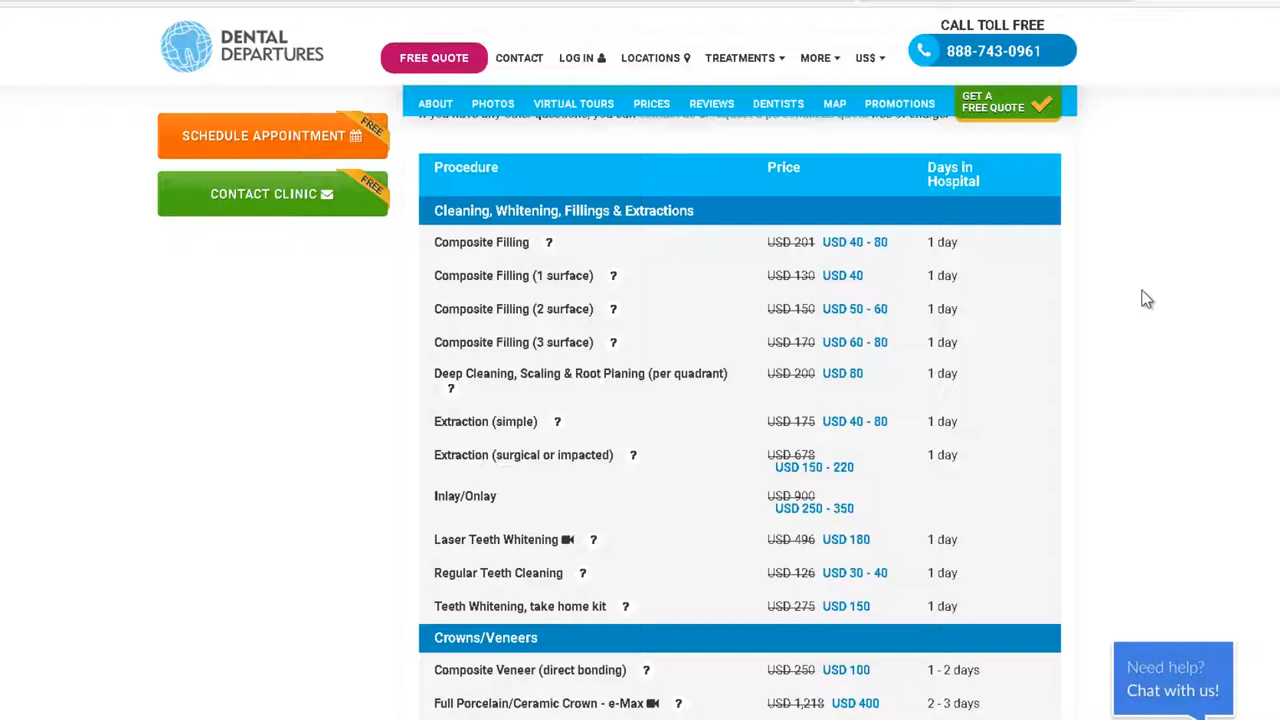 DENTAL
DEPARTURES
FREE QUOTE
CONTACT
LOG IN
LOCATIONS
TREATMENTS
MORE
US$
CALL TOLL FREE
888-743-0961
ABOUT
PHOTOS
VIRTUAL TOURS
PRICES
REVIEWS
DENTISTS
MAP
PROMOTIONS
GET A
FREE QUOTE
SCHEDULE APPOINTMENT
FREE
CONTACT CLINIC
FREE
Procedure Price Days in
Hospital
Cleaning, Whitening, Fillings & Extractions
Composite Filling ? USD 201 USD 40 - 80 1 day
Composite Filling (1 surface) ? USD 130 USD 40 1 day
Composite Filling (2 surface) ? USD 150 USD 50 - 60 1 day
Composite Filling (3 surface) ? USD 170 USD 60 - 80 1 day
Deep Cleaning, Scaling & Root Planing (per quadrant) USD 200 USD 80 1 day
?
Extraction (simple) ? USD 175 USD 40 - 80 1 day
Extraction (surgical or impacted) ? USD 678 1 day
USD 150 - 220
Inlay/Onlay USD 900
USD 250 - 350
Laser Teeth Whitening ? USD 496 USD 180 1 day
Regular Teeth Cleaning ? USD 126 USD 30 - 40 1 day
Teeth Whitening, take home kit ? USD 275 USD 150 1 day
Crowns/Veneers
Composite Veneer (direct bonding) ? USD 250 USD 100 1 - 2 days
Full Porcelain/Ceramic Crown - e-Max ? USD 1,218 USD 400 2 - 3 days
Need help?
Chat with us!